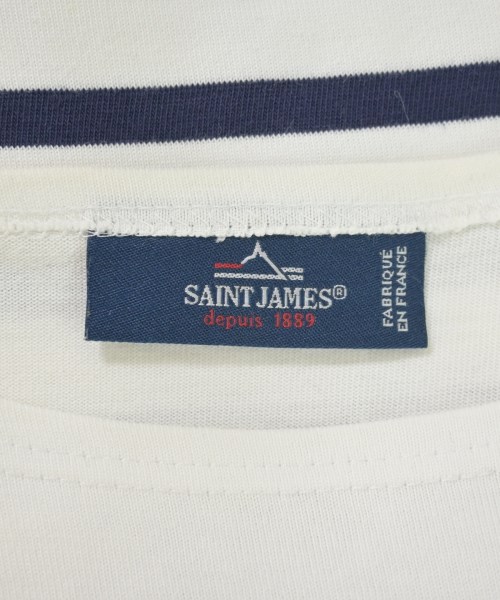 SAINT JAMES®
depuis 1889
FABRIQUÉ
EN FRANCE